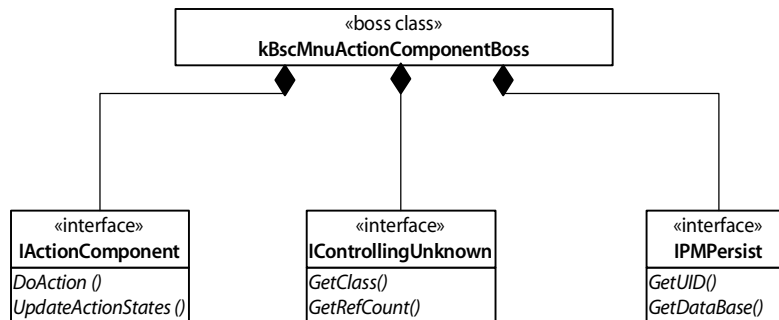 «boss class»
kBscMnuActionComponentBoss
«interface»
IActionComponent
DoAction ()
UpdateActionStates ()
«interface»
IControllingUnknown
GetClass()
GetRefCount()
«interface»
IPMPersist
GetUID()
GetDataBase()